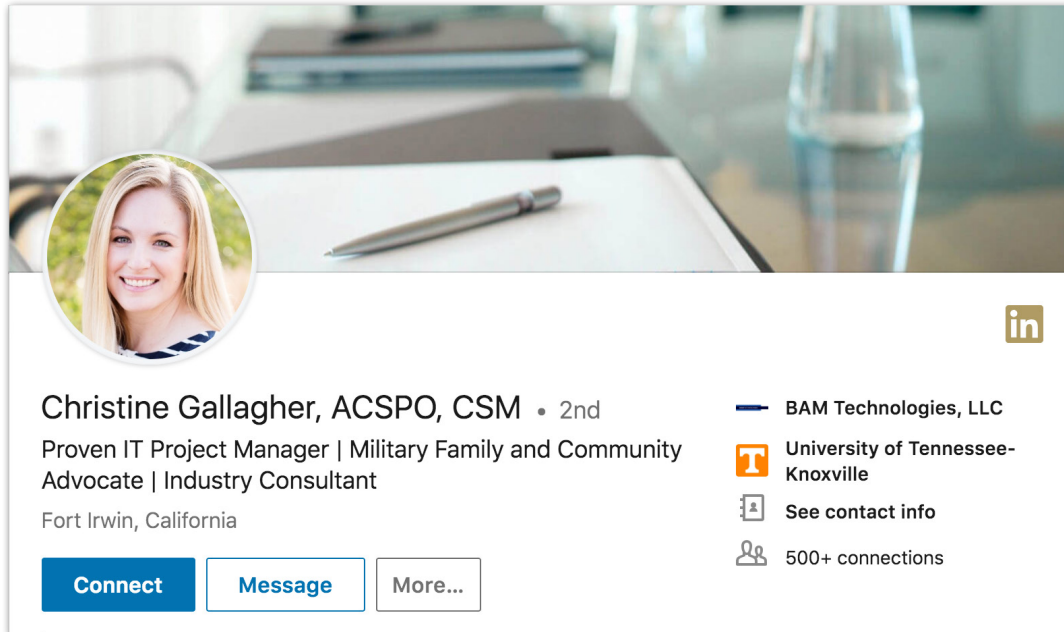 in
Christine Gallagher, ACSPO, CSM • 2nd
Proven IT Project Manager | Military Family and Community
Advocate | Industry Consultant
Fort Irwin, California
Connect
Message
More...
BAM Technologies, LLC
T
University of Tennessee-
Knoxville
See contact info
500+ connections